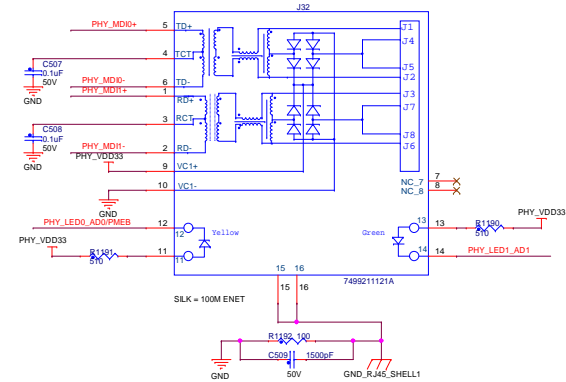 J32
PHY_MDI0+ 5 TD+ J1
J4
4 TCT
C507
0.1uF
50V
GND
J5
J2
PHY_MDI0- 6 TD-
PHY_MDI1+ 1 RD+ J3
J7
3 RCT
C508
0.1uF
50V
GND
J8
J6
PHY_MDI1- 2 RD-
PHY_VDD33
9 VC1+
NC_7 7
NC_8 8
10 VC1-
GND
PHY_LED0_AD0/PMEB 12 12 Yellow
Green 13 13 R1190 510 PHY_VDD33
PHY_VDD33 R1191 510 11 11
14 14 PHY_LED1_AD1
15 16
7499211121A
15 16
SILK = 100M ENET
R1192 100
C509 1500pF
50V
GND
GND_RJ45_SHELL1